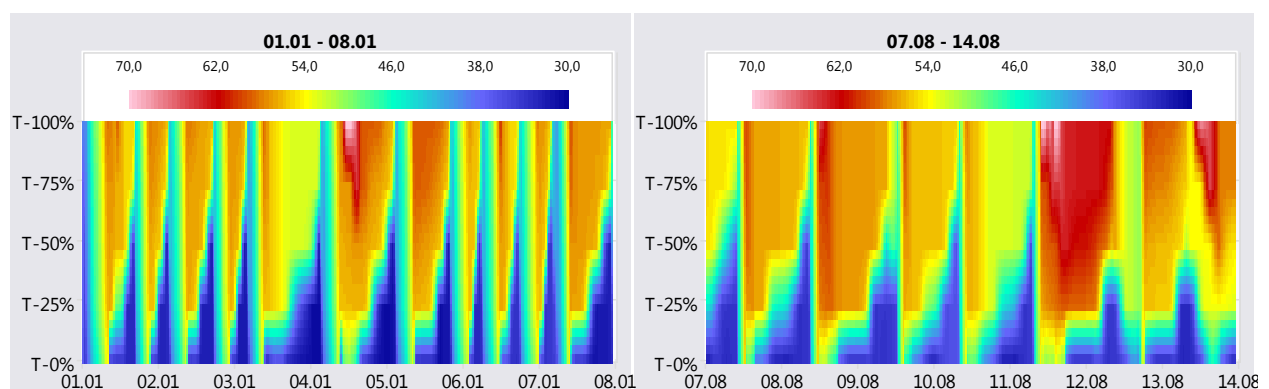 01.01 - 08.01
70,0 62,0 54,0 46,0 38,0 30,0
T-100%
T-75%
T-50%
T-25%
T-0%
01.01 02.01 03.01 04.01 05.01 06.01 07.01 08.01
07.08 - 14.08
70,0 62,0 54,0 46,0 38,0 30,0
T-100%
T-75%
T-50%
T-25%
T-0%
07.08 08.08 09.08 10.08 11.08 12.08 13.08 14.08